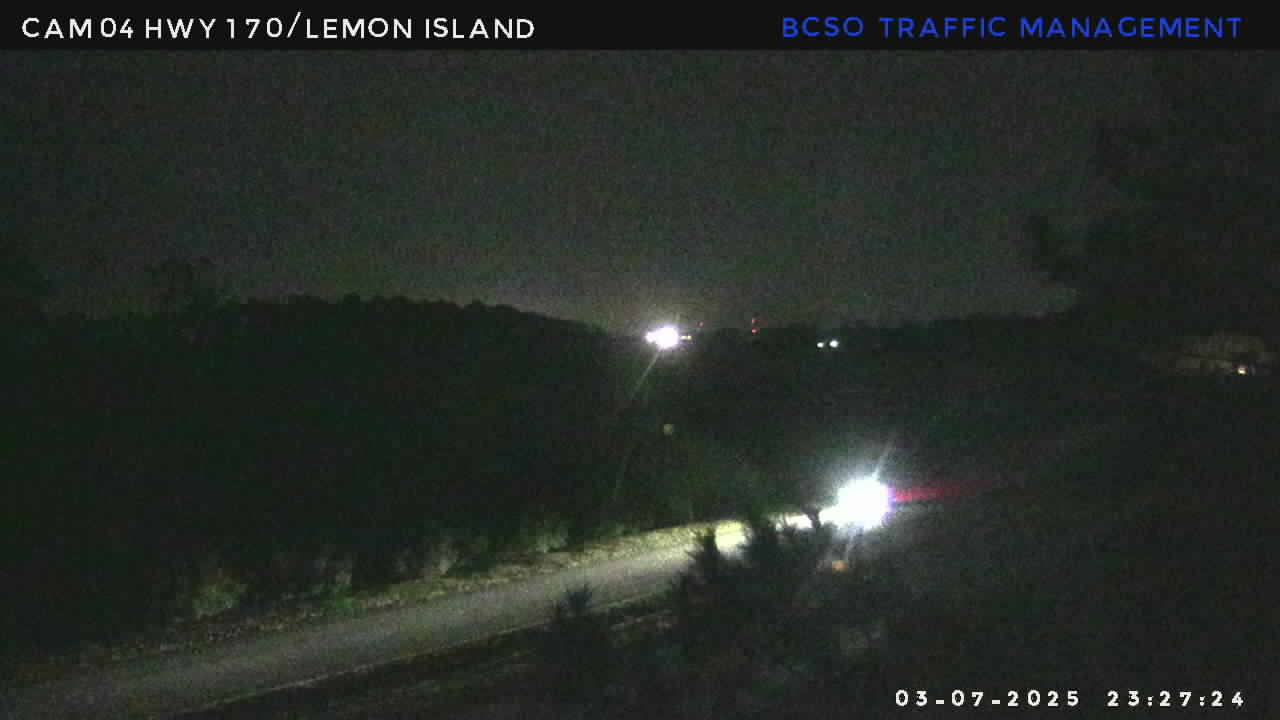 CAM04 HWY 170/LEMON ISLAND
BCSO TRAFFIC MANAGEMENT
03-07-2025 23:27:24